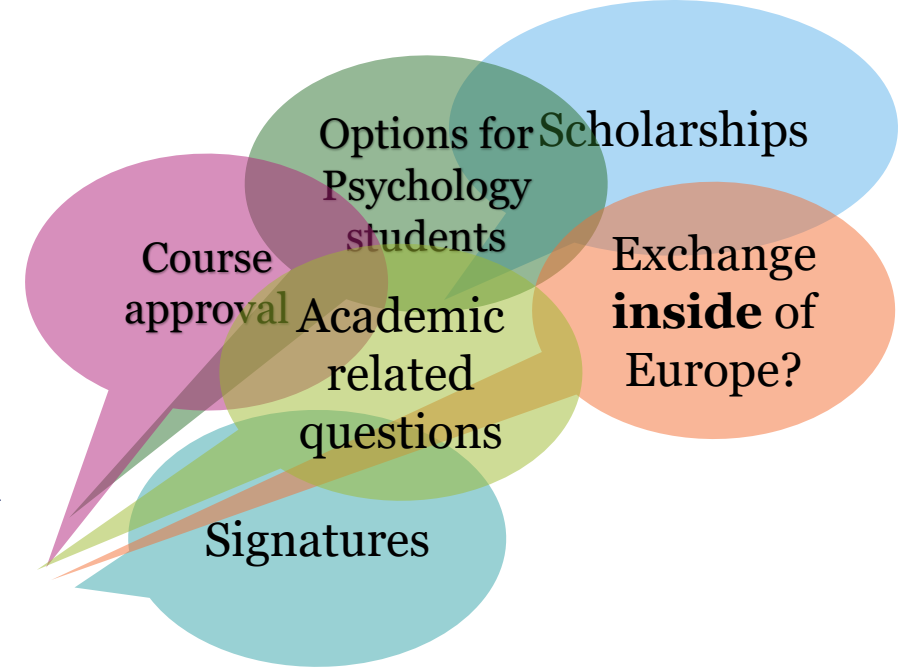 Scholarships
Options for
Psychology
students
Exchange
inside of
Europe?
Course
approval
Academic
related
questions
Signatures